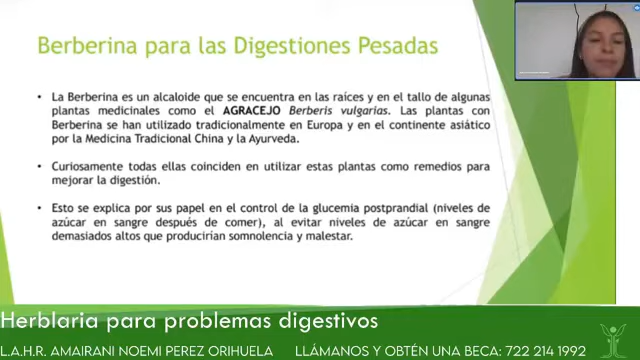 Berberina para las Digestiones Pesadas
• La Berberina es un alcaloide que se encuentra en las raíces y en el tallo de algunas
plantas medicinales como el AGRACEJO Berberis vulgarias. Las plantas con
Berberina se han utilizado tradicionalmente en Europa y en el continente asiático
por la Medicina Tradicional China y la Ayurveda.
• Curiosamente todas ellas coinciden en utilizar estas plantas como remedios para
mejorar la digestión.
• Esto se explica por sus papel en el control de la glucemia postprandial (niveles de
azúcar en sangre después de comer), al evitar niveles de azúcar en sangre
demasiados altos que producirían somnolencia y malestar.
Herblaria para problemas digestivos
L.A.H.R. AMAIRANI NOEMI PEREZ ORIHUELA LLÁMANOS Y OBTÉN UNA BECA: 722 214 1992